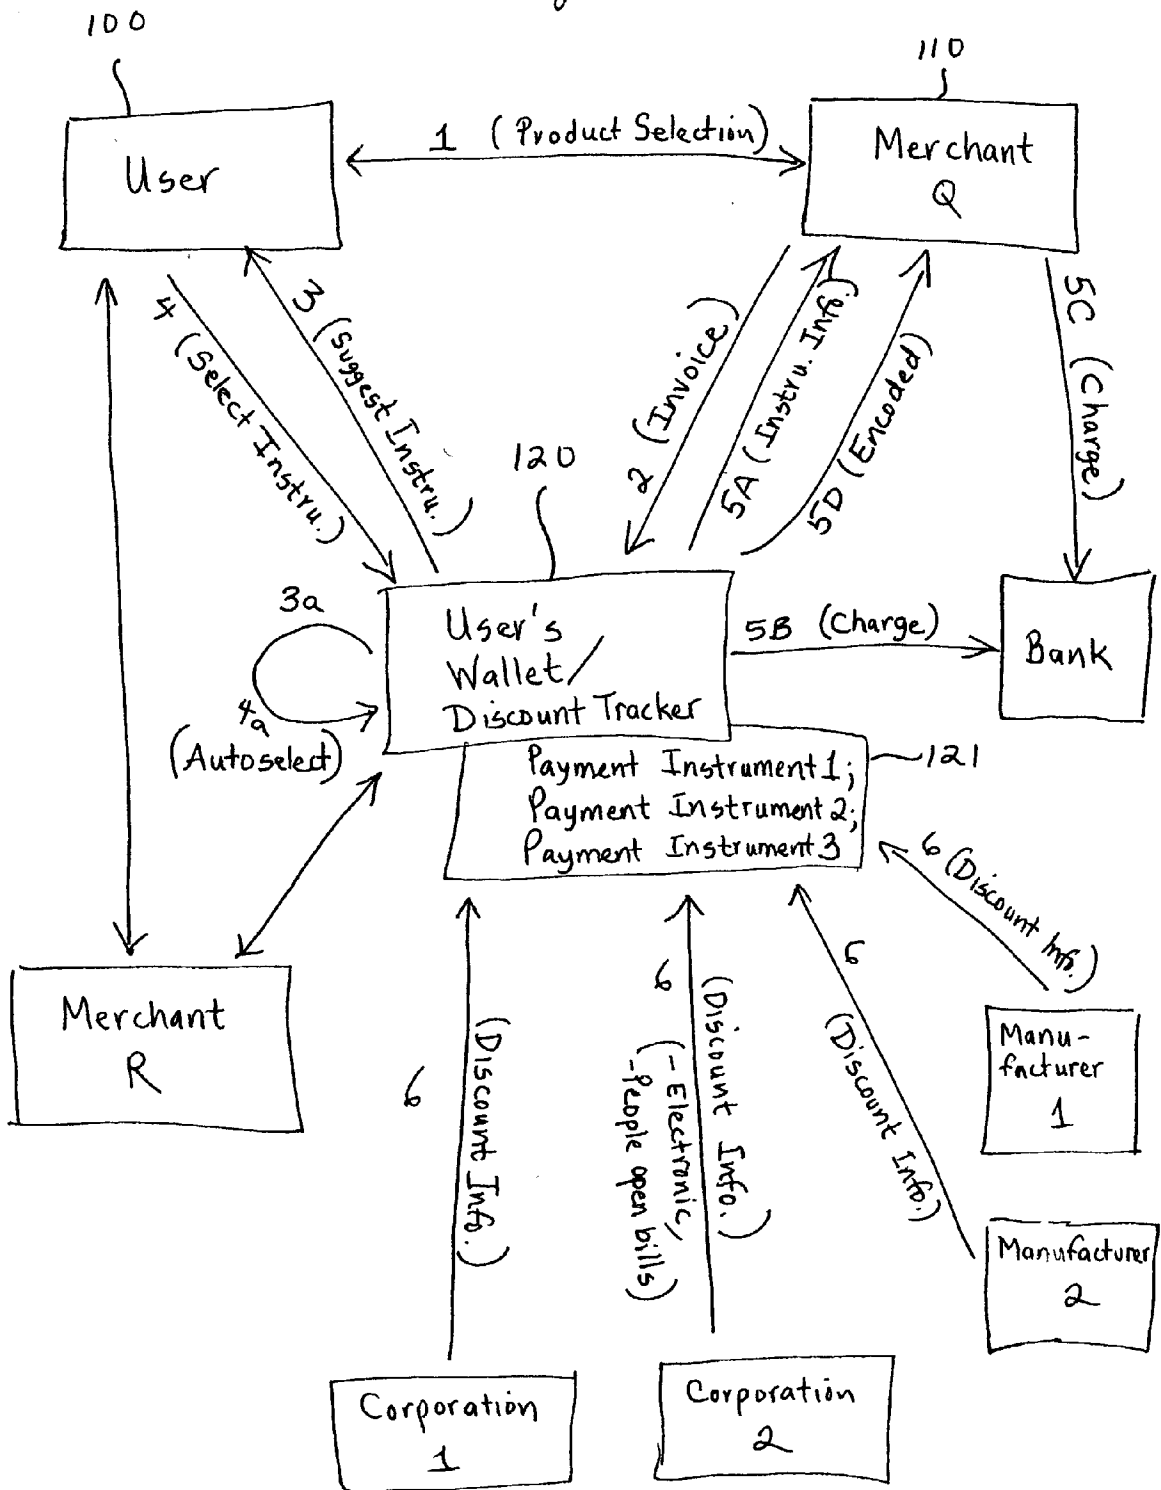 100
110
User
1 (Product Selection)
Merchant
Q
4 (Select Instru.)
3 (Suggest Instru.)
2 (Invoice)
5A (Instru. Info.)
5D (Encoded)
5C (Charge)
120
3a
4a
(Autoselect)
User's
Wallet/
Discount Tracker
5B (Charge)
Bank
Payment Instrument 1;
Payment Instrument 2;
Payment Instrument 3
121
6 (Discount Info.)
Merchant
R
6
(Discount Info.)
6
(Discount Info.)
(- Electronic,
- People open bills)
6
(Discount Info.)
Manu-
facturer
1
Manufacturer
2
Corporation
1
Corporation
2